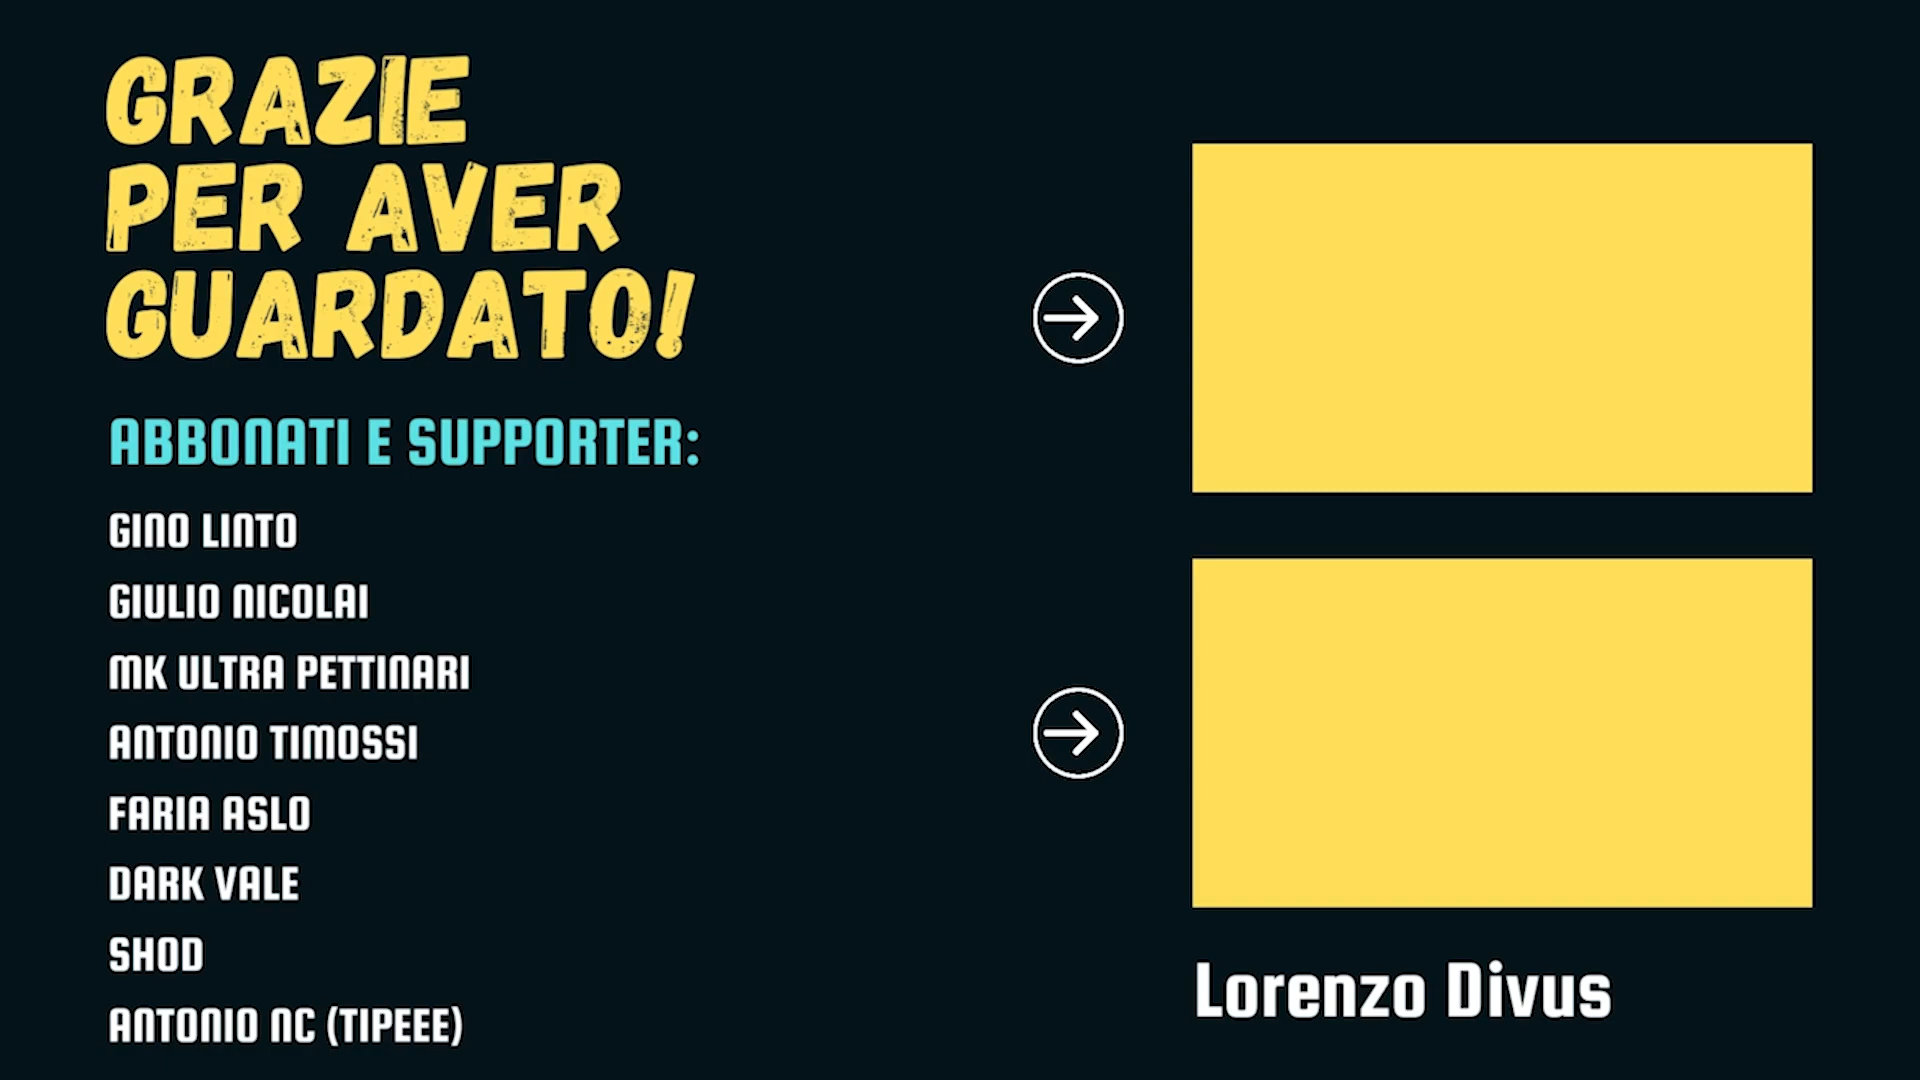 GRAZIE
PER AVER
GUARDATO!
ABBONATI E SUPPORTER:
GINO LINTO
GIULIO NICOLAI
MK ULTRA PETTINARI
ANTONIO TIMOSSI
FARIA ASLO
DARK VALE
SHOD
ANTONIO NC (TIPEEE)
Lorenzo Divus